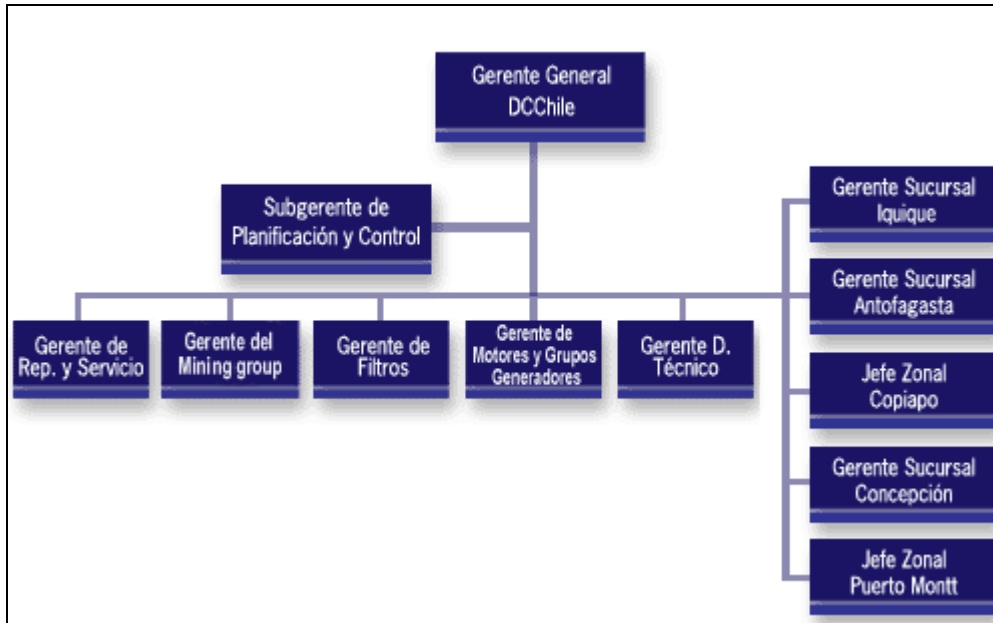 Gerente General
DCChile
Subgerente de
Planificación y Control
Gerente de
Rep. y Servicio
Gerente del
Mining group
Gerente de
Filtros
Gerente de
Motores y Grupos
Generadores
Gerente D.
Técnico
Gerente Sucursal
Iquique
Gerente Sucursal
Antofagasta
Jefe Zonal
Copiapo
Gerente Sucursal
Concepción
Jefe Zonal
Puerto Montt